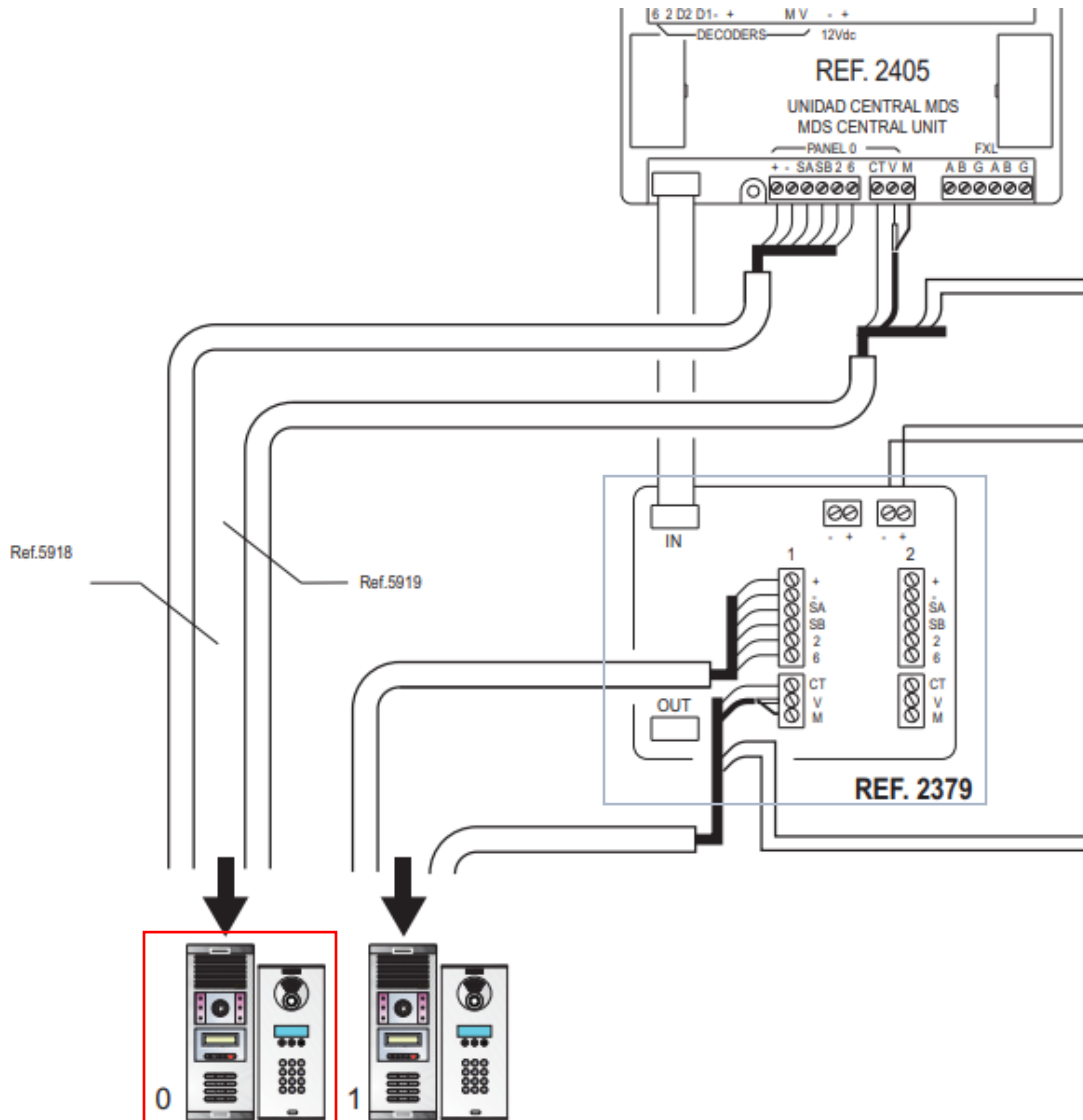 6 2 D2 D1 - + M V - +
DECODERS 12Vdc
REF. 2405
UNIDAD CENTRAL MDS
MDS CENTRAL UNIT
PANEL 0 FXL
+ - SA SB 2 6 CT V M A B G A B G
Ref.5918
Ref.5919
IN
- + - +
1 2
+ +
- -
SA SA
SB SB
2 2
6 6
CT CT
V V
M M
OUT
REF. 2379
0 1